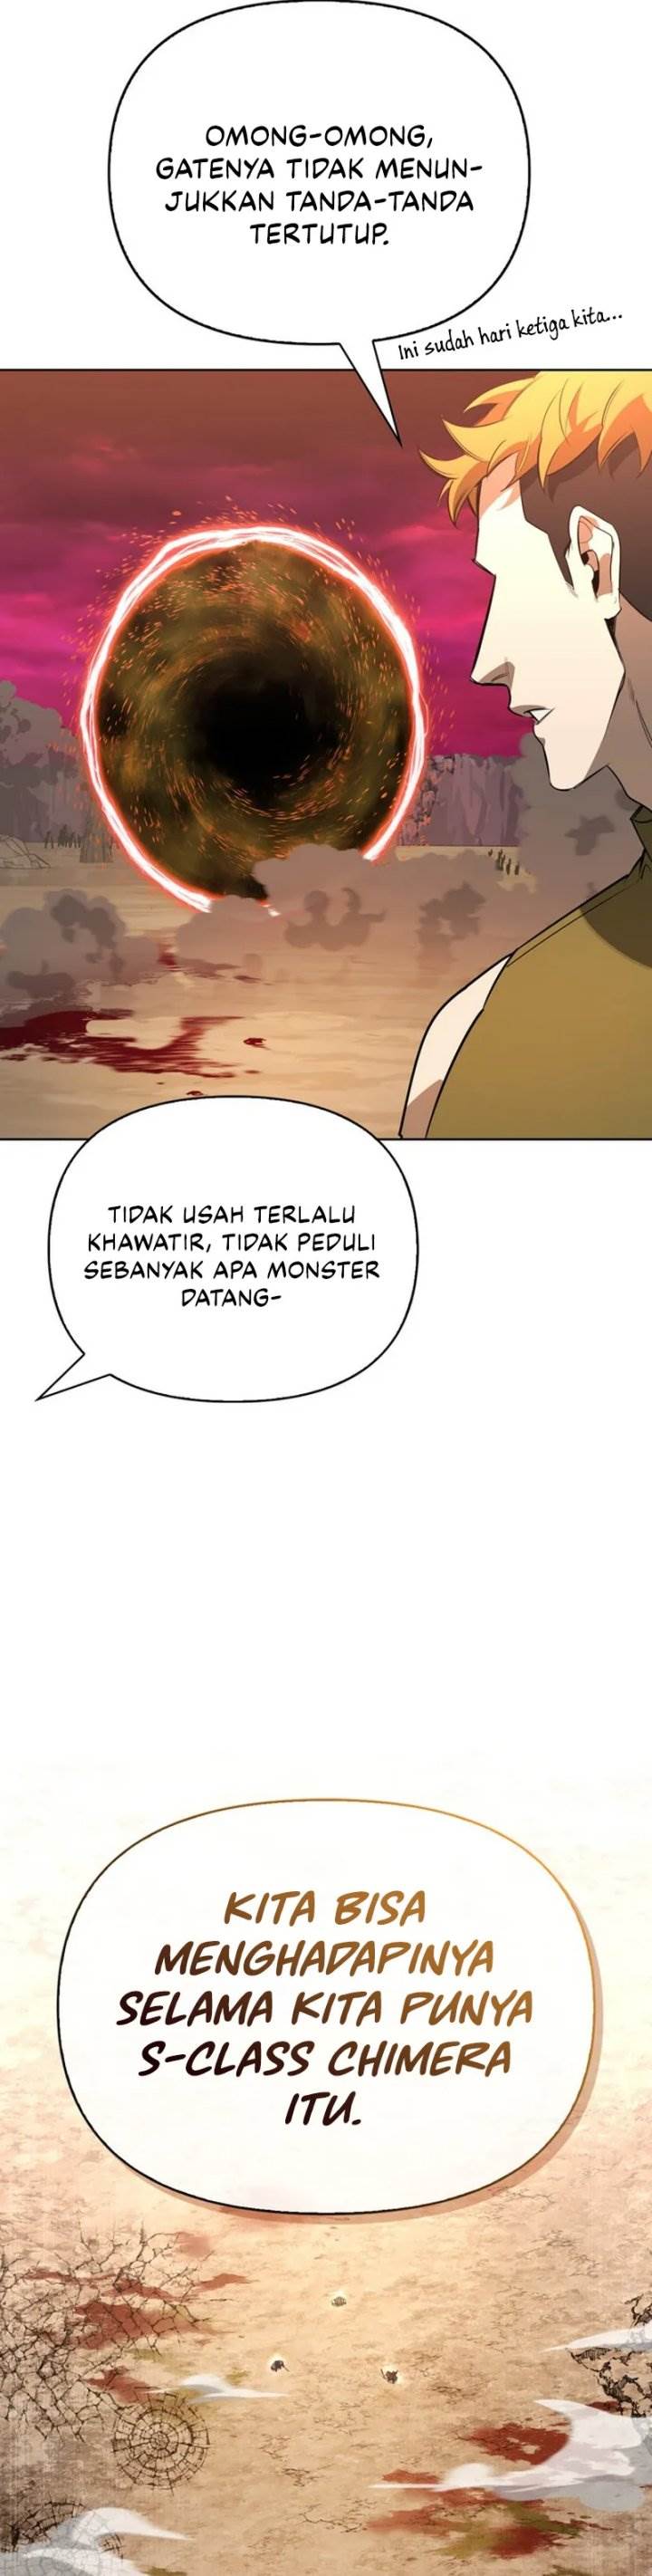 OMONG-OMONG,
GATENYA TIDAK MENUN-
JUKKAN TANDA-TANDA
TERTUTUP.
Ini sudah hari ketiga kita...
TIDAK USAH TERLALU
KHAWATIR, TIDAK PEDULI
SEBANYAK APA MONSTER
DATANG-
KITA BISA
MENGHADAPINYA
SELAMA KITA PUNYA
S-CLASS CHIMERA
ITU.